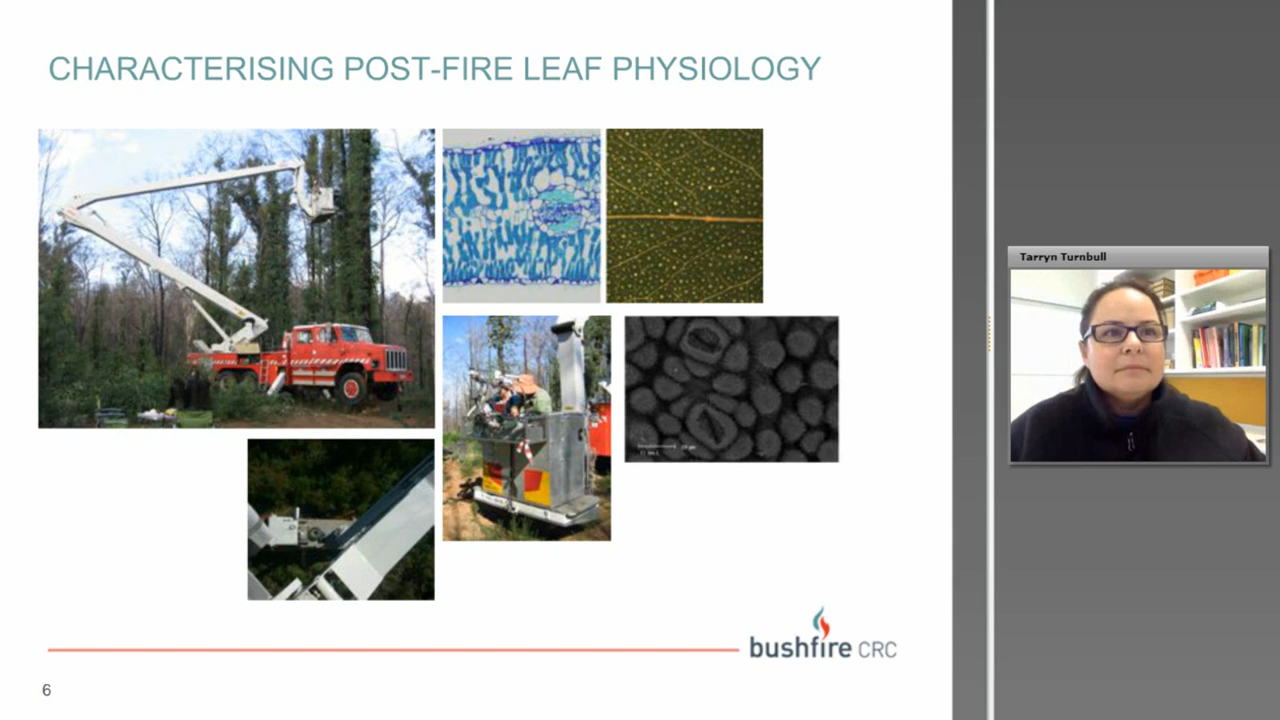 CHARACTERISING POST-FIRE LEAF PHYSIOLOGY
Tarryn Turnbull
bushfire CRC
6